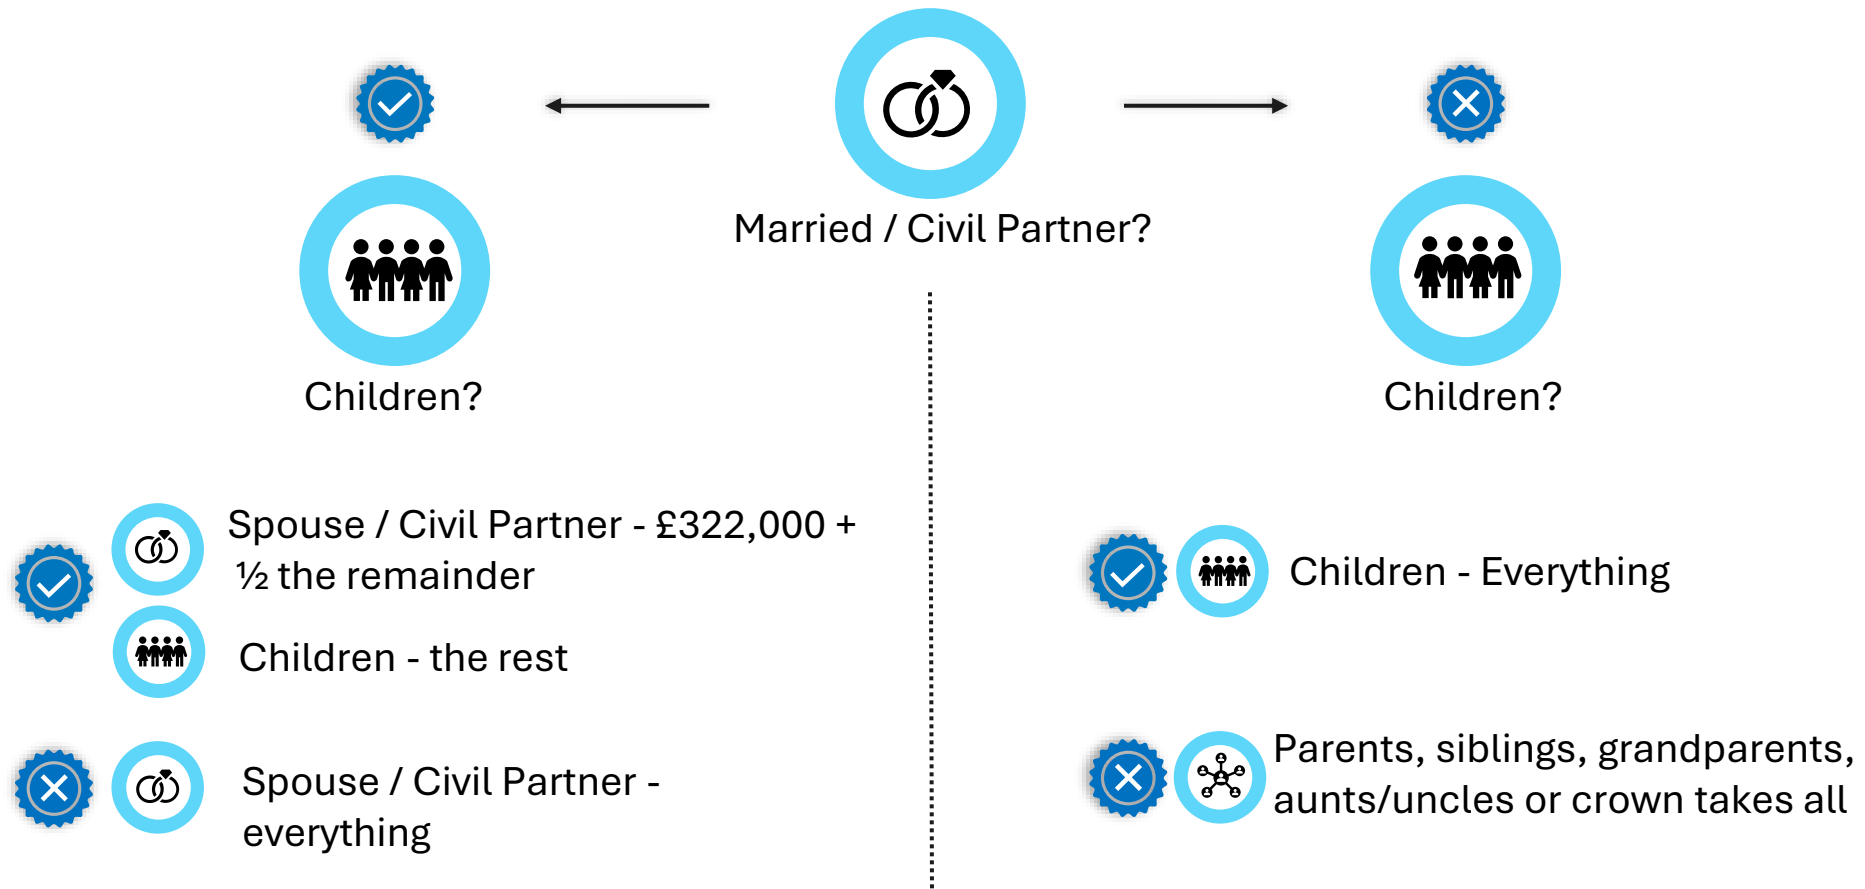 Married / Civil Partner?
Children?
Children?
Spouse / Civil Partner - £322,000 +
½ the remainder
Children - the rest
Spouse / Civil Partner -
everything
Children - Everything
Parents, siblings, grandparents,
aunts/uncles or crown takes all